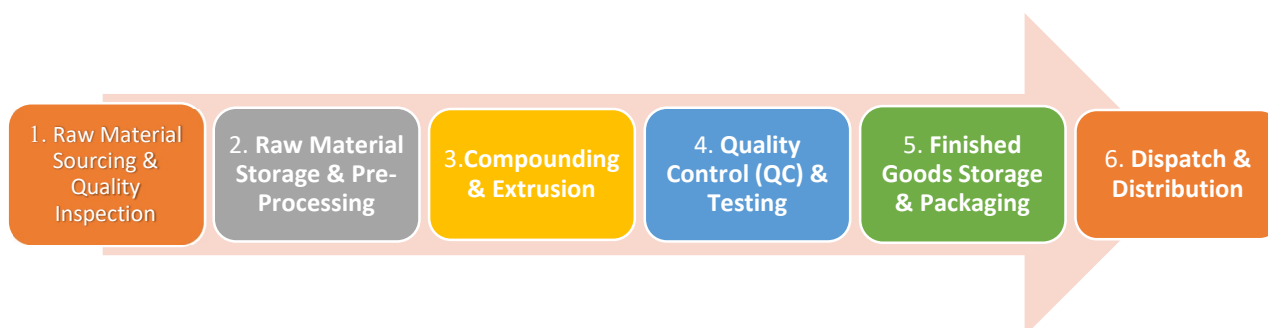 1. Raw Material
Sourcing &
Quality
Inspection
2. Raw Material
Storage & Pre-
Processing
3.Compounding
& Extrusion
4. Quality
Control (QC) &
Testing
5. Finished
Goods Storage
& Packaging
6. Dispatch &
Distribution